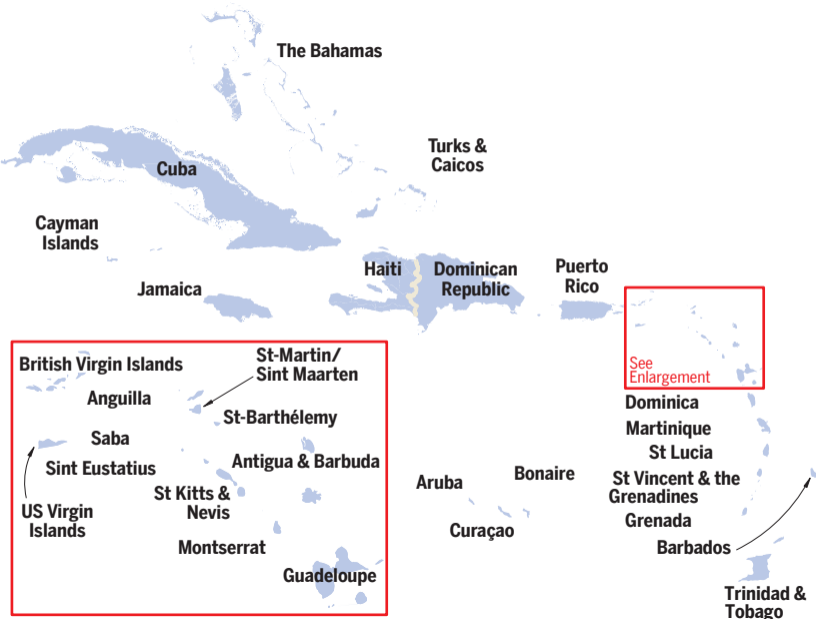 The Bahamas
Turks &
Caicos
Cuba
Cayman
Islands
Haiti
Dominican
Republic
Puerto
Rico
Jamaica
See
Enlargement
British Virgin Islands
St-Martin/
Sint Maarten
Anguilla
St-Barthélemy
Saba
Sint Eustatius
Antigua & Barbuda
St Kitts &
Nevis
US Virgin
Islands
Montserrat
Guadeloupe
Aruba
Bonaire
Curaçao
Dominica
Martinique
St Lucia
St Vincent & the
Grenadines
Grenada
Barbados
Trinidad &
Tobago